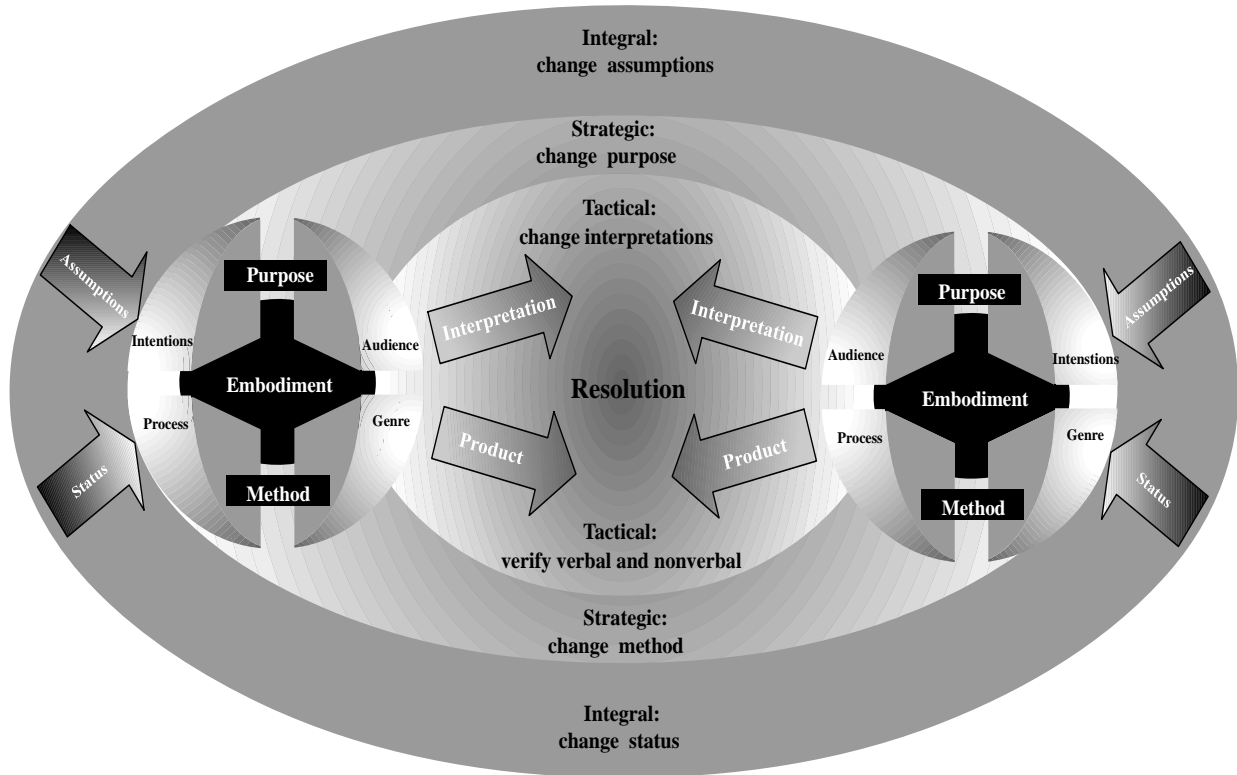 Integral:
change assumptions
Strategic:
change purpose
Tactical:
change interpretations
Assumptions
Purpose
Intentions
Audience
Embodiment
Process
Genre
Method
Status
Interpretation
Product
Resolution
Interpretation
Product
Assumptions
Purpose
Audience
Intenstions
Embodiment
Process
Genre
Method
Status
Tactical:
verify verbal and nonverbal
Strategic:
change method
Integral:
change status